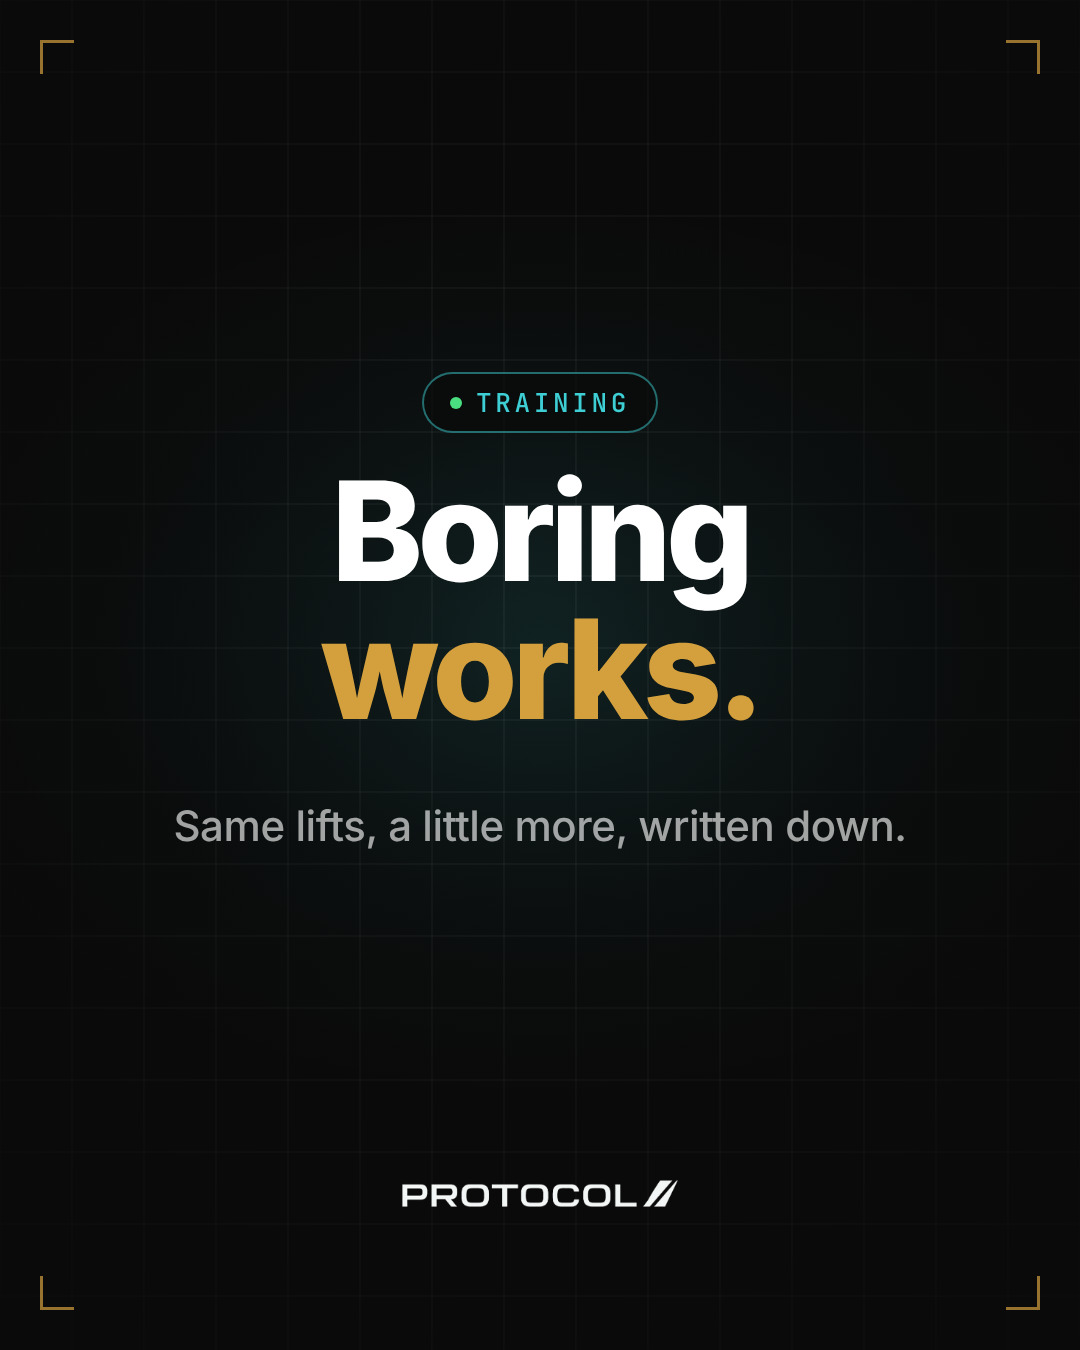 TRAINING
Boring
works.
Same lifts, a little more, written down.
PROTOCOL